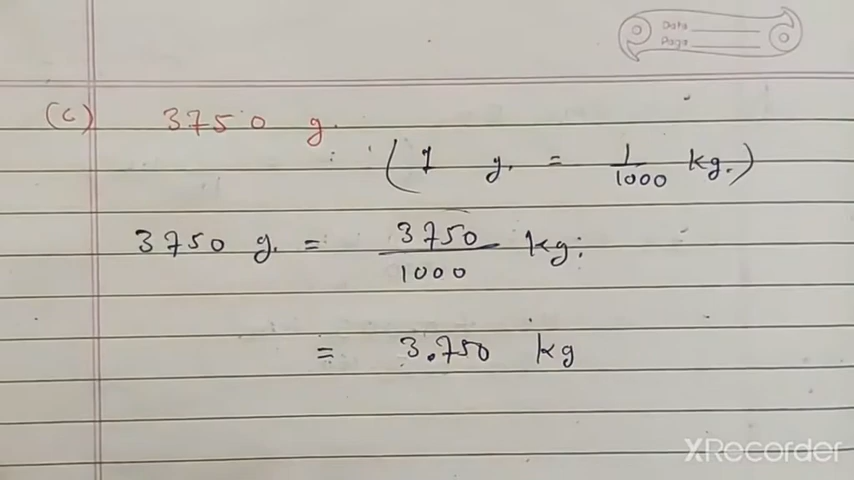 Date
Page
(c) 3750 g.
(1 g. = 1/1000 kg.)
3750 g. = 3750/1000 kg.
= 3.750 kg
XRecorder